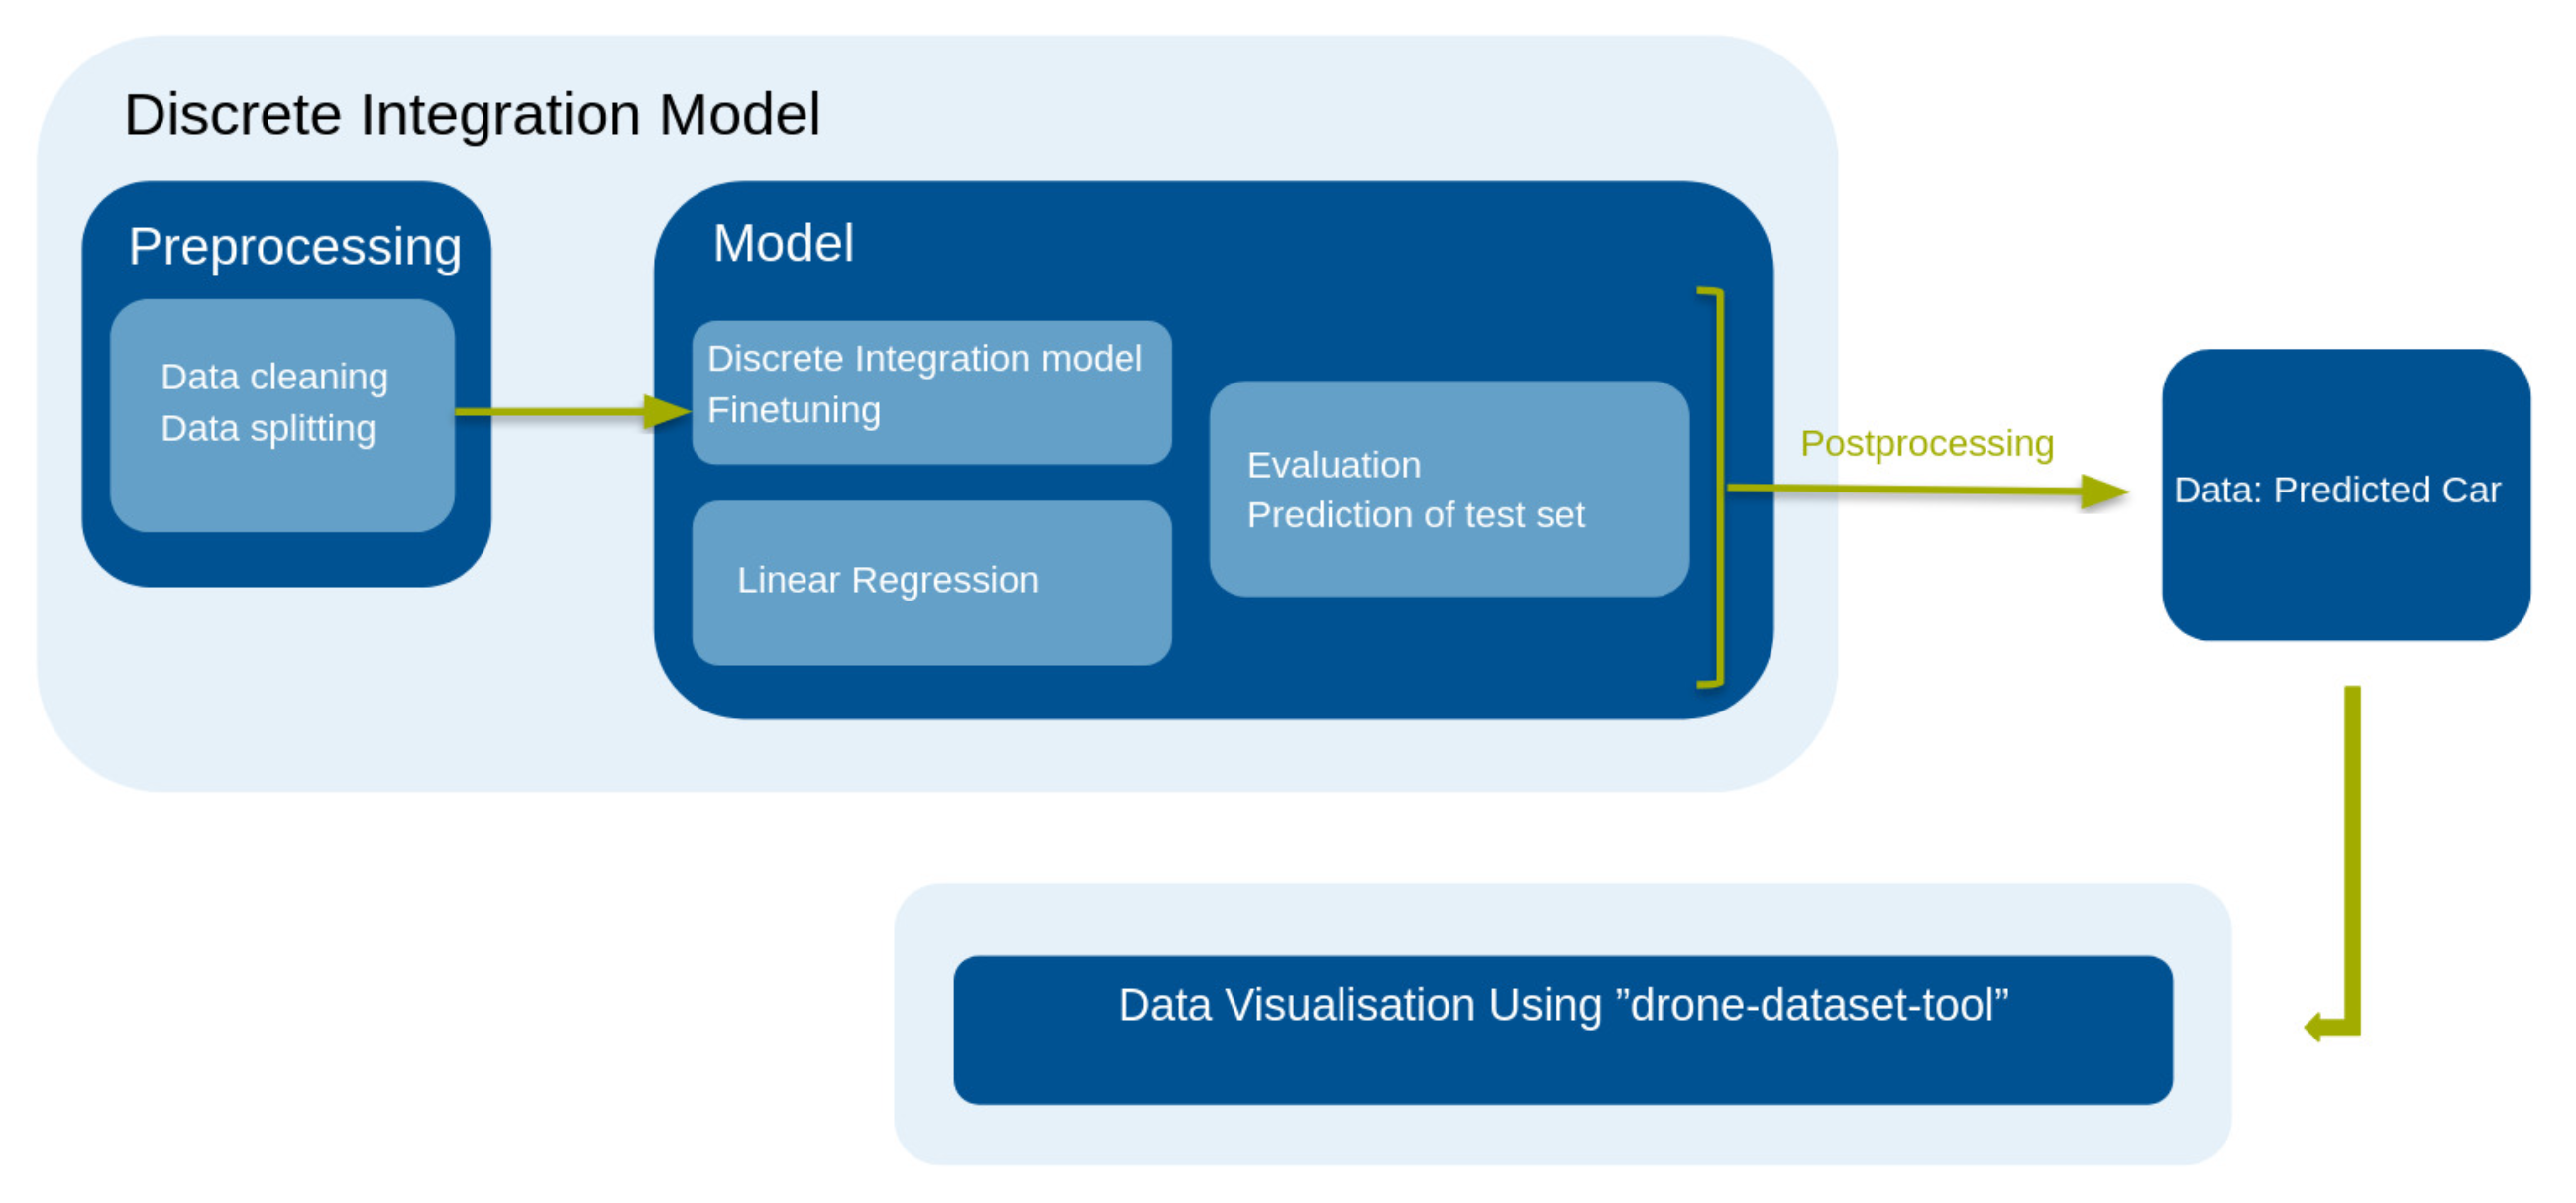 Discrete Integration Model
Preprocessing
Data cleaning
Data splitting
Model
Discrete Integration model
Finetuning
Linear Regression
Evaluation
Prediction of test set
Postprocessing
Data: Predicted Car
Data Visualisation Using ”drone-dataset-tool”